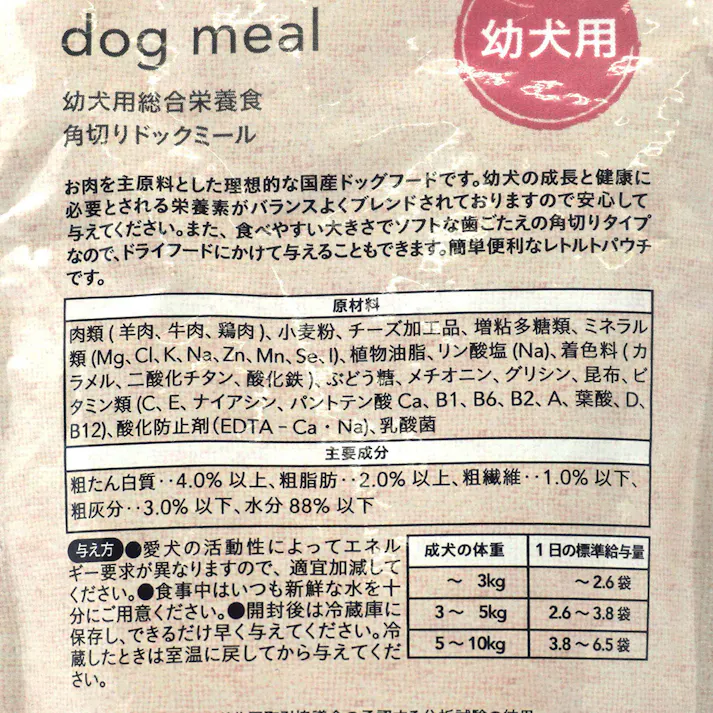 dog meal
幼犬用
幼犬用総合栄養食
角切りドックミール
お肉を主原料とした理想的な国産ドッグフードです。幼犬の成長と健康に
必要とされる栄養素がバランスよくブレンドされておりますので安心して
与えてください。また、食べやすい大きさでソフトな歯ごたえの角切りタイプ
なので、ドライフードにかけて与えることもできます。簡単便利なレトルトパウチ
です。
原材料
肉類(羊肉、牛肉、鶏肉)、小麦粉、チーズ加工品、増粘多糖類、ミネラル
類(Mg、Cl、K、Na、Zn、Mn、Se、I)、植物油脂、リン酸塩(Na)、着色料(カ
ラメル、二酸化チタン、酸化鉄)、ぶどう糖、メチオニン、グリシン、昆布、ビ
タミン類(C、E、ナイアシン、パントテン酸Ca、B1、B6、B2、A、葉酸、D、
B12)、酸化防止剤(EDTA－Ca・Na)、乳酸菌
主要成分
粗たん白質‥4.0%以上、粗脂肪‥2.0%以上、粗繊維‥1.0%以下、
粗灰分‥3.0%以下、水分88%以下
与え方 ●愛犬の活動性によってエネル
ギー要求が異なりますので、適宜加減して
ください。●食事中はいつも新鮮な水を十
分にご用意ください。●開封後は冷蔵庫に
保存し、できるだけ早く与えてください。冷
蔵したときは室温に戻してから与えてくだ
さい。
成犬の体重 1日の標準給与量
～ 3kg ～2.6袋
3～ 5kg 2.6～3.8袋
5～10kg 3.8～6.5袋